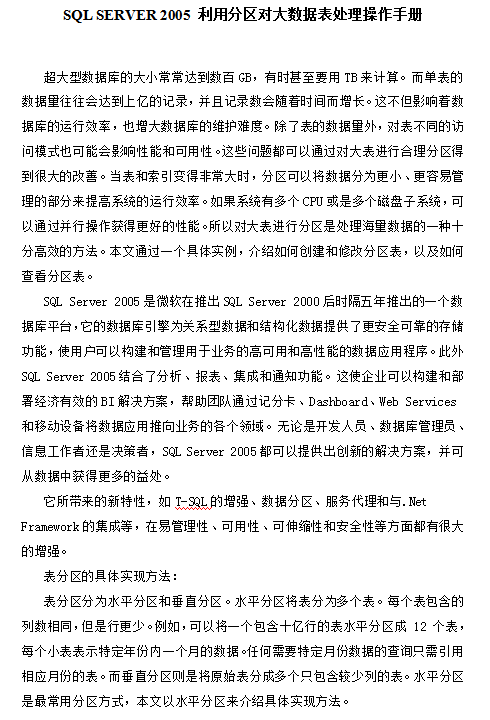 SQL SERVER 2005 利用分区对大数据表处理操作手册
超大型数据库的大小常常达到数百 GB，有时甚至要用 TB 来计算。而单表的
数据量往往会达到上亿的记录，并且记录数会随着时间而增长。这不但影响着数
据库的运行效率，也增大数据库的维护难度。除了表的数据量外，对表不同的访
问模式也可能会影响性能和可用性。这些问题都可以通过对大表进行合理分区得
到很大的改善。当表和索引变得非常大时，分区可以将数据分为更小、更容易管
理的部分来提高系统的运行效率。如果系统有多个 CPU 或是多个磁盘子系统，可
以通过并行操作获得更好的性能。所以对大表进行分区是处理海量数据的一种十
分高效的方法。本文通过一个具体实例，介绍如何创建和修改分区表，以及如何
查看分区表。
SQL Server 2005 是微软在推出 SQL Server 2000 后时隔五年推出的一个数
据库平台，它的数据库引擎为关系型数据和结构化数据提供了更安全可靠的存储
功能，使用户可以构建和管理用于业务的高可用和高性能的数据应用程序。此外
SQL Server 2005 结合了分析、报表、集成和通知功能。这使企业可以构建和部
署经济有效的 BI 解决方案，帮助团队通过记分卡、Dashboard、Web Services
和移动设备将数据应用推向业务的各个领域。无论是开发人员、数据库管理员、
信息工作者还是决策者，SQL Server 2005 都可以提供出创新的解决方案，并可
从数据中获得更多的益处。
它所带来的新特性，如 T-SQL 的增强、数据分区、服务代理和与.Net
Framework 的集成等，在易管理性、可用性、可伸缩性和安全性等方面都有很大
的增强。
表分区的具体实现方法：
表分区分为水平分区和垂直分区。水平分区将表分为多个表。每个表包含的
列数相同，但是行更少。例如，可以将一个包含十亿行的表水平分区成 12 个表，
每个小表表示特定年份内一个月的数据。任何需要特定月份数据的查询只需引用
相应月份的表。而垂直分区则是将原始表分成多个只包含较少列的表。水平分区
是最常用分区方式，本文以水平分区来介绍具体实现方法。